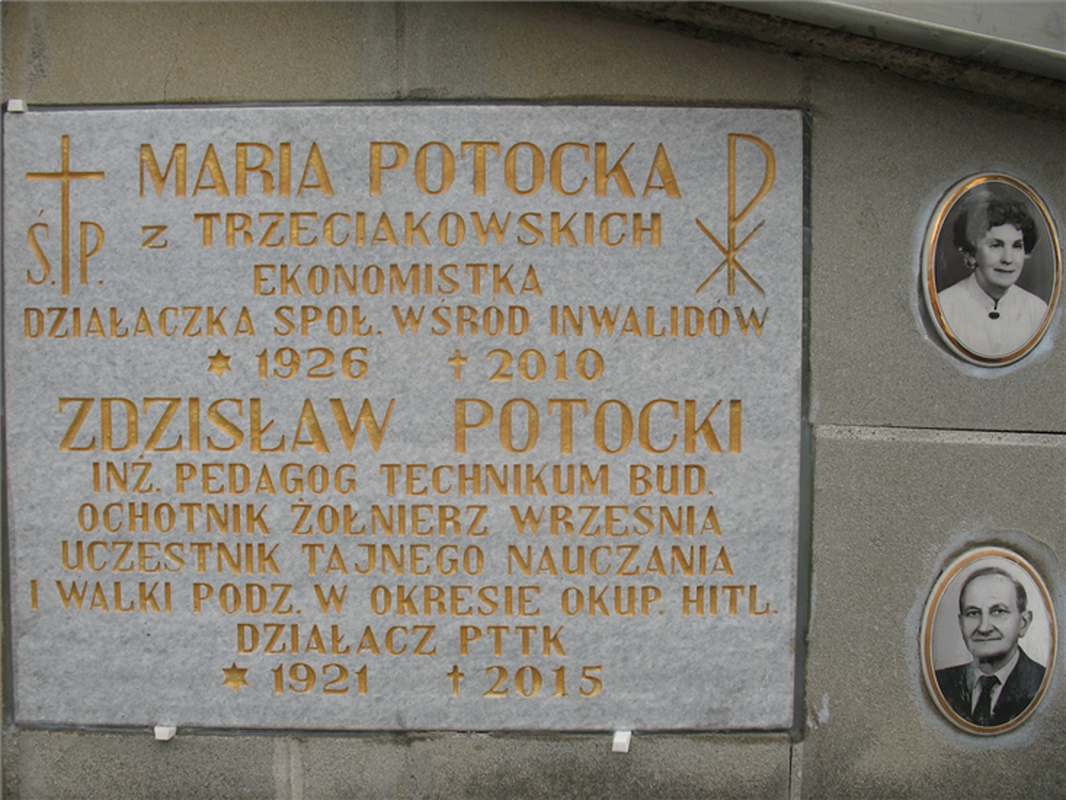 MARIA POTOCKA
Ś.P.
z TRZECIAKOWSKICH
EKONOMISTKA
DZIAŁACZKA SPOŁ. WŚRÓD INWALIDÓW
* 1926 † 2010
ZDZISŁAW POTOCKI
INŻ. PEDAGOG TECHNIKUM BUD.
OCHOTNIK ŻOŁNIERZ WRZEŚNIA
UCZESTNIK TAJNEGO NAUCZANIA
I WALKI PODZ. W OKRESIE OKUP. HITL.
DZIAŁACZ PTTK
* 1921 † 2015